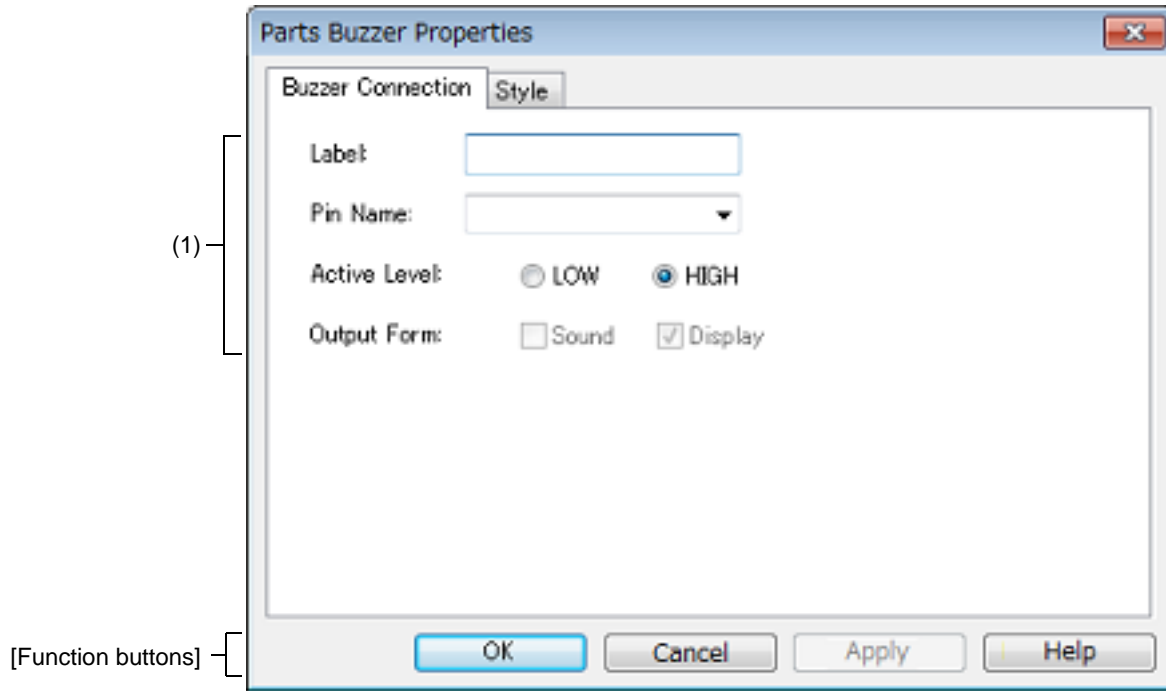 Parts Buzzer Properties
Buzzer Connection Style
Label:
Pin Name:
(1)
Active Level: LOW HIGH
Output Form: Sound Display
[Function buttons] OK Cancel Apply Help